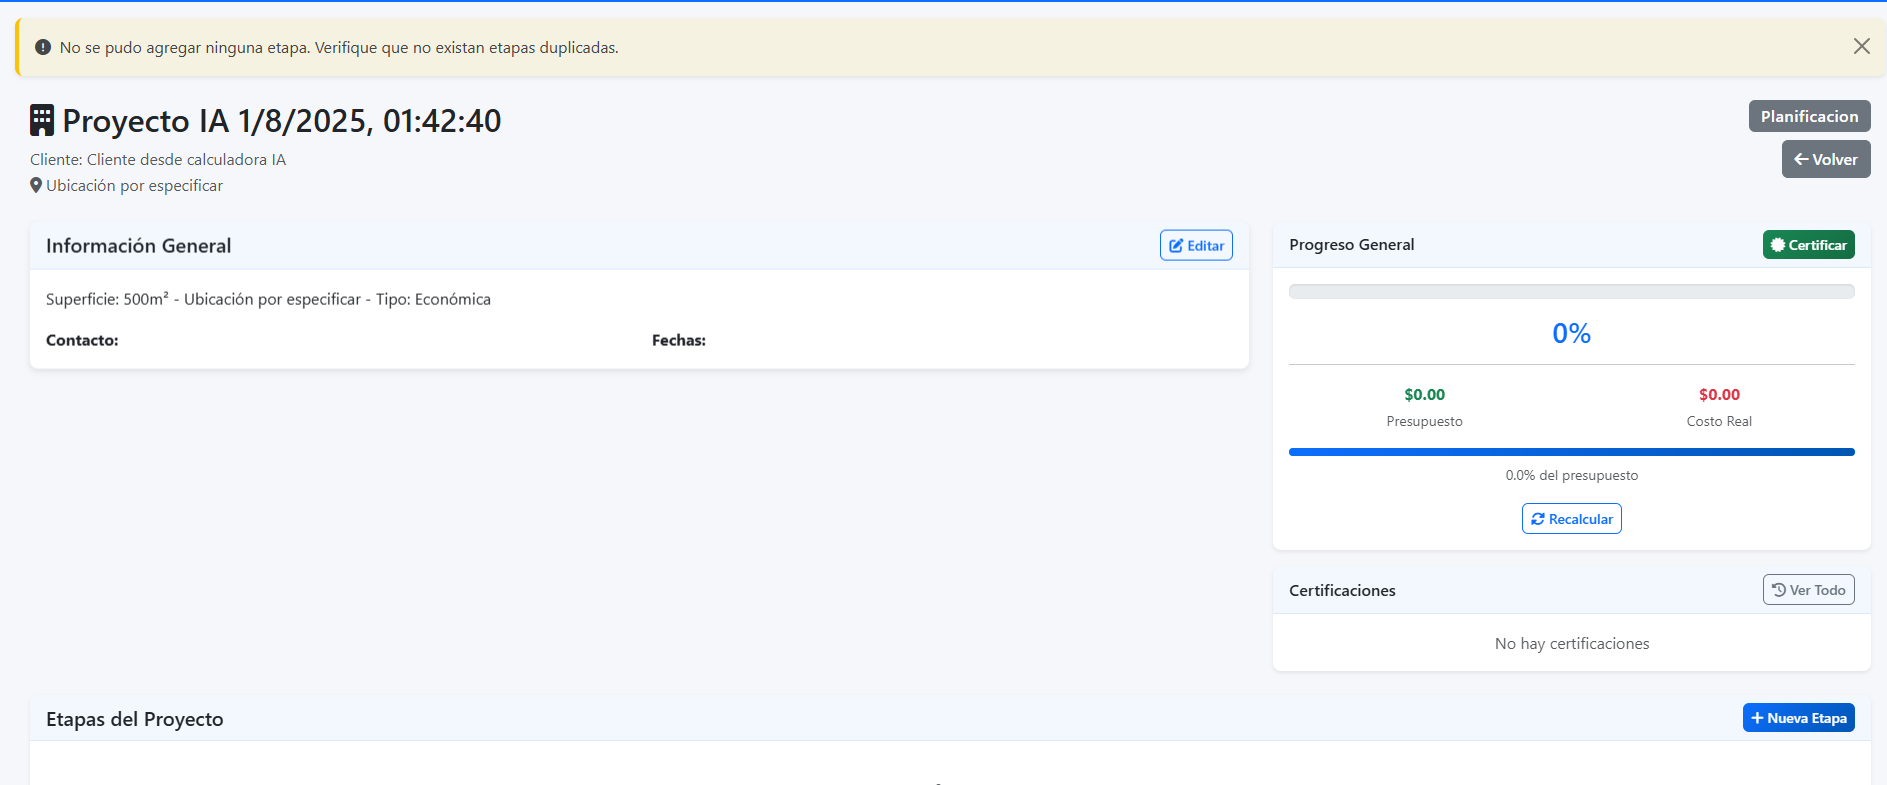 No se pudo agregar ninguna etapa. Verifique que no existan etapas duplicadas.
Proyecto IA 1/8/2025, 01:42:40
Planificacion
Cliente: Cliente desde calculadora IA
Volver
Ubicación por especificar
Información General
Editar
Superficie: 500m² - Ubicación por especificar - Tipo: Económica
Contacto:
Fechas:
Progreso General
Certificar
0%
$0.00
$0.00
Presupuesto
Costo Real
0.0% del presupuesto
Recalcular
Certificaciones
Ver Todo
No hay certificaciones
Etapas del Proyecto
+ Nueva Etapa